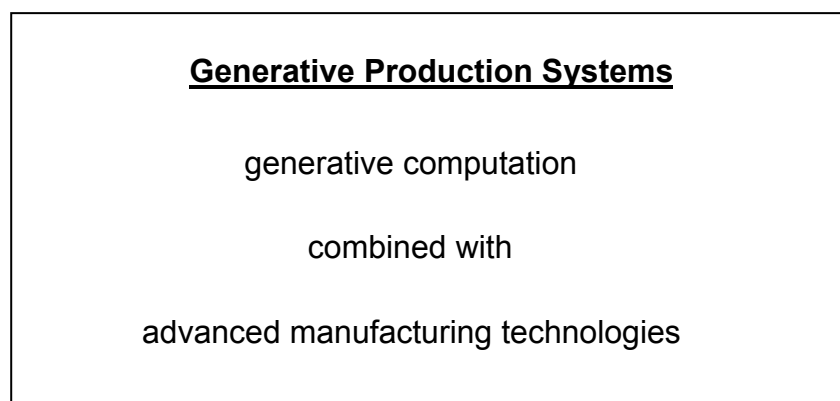 Generative Production Systems
generative computation
combined with
advanced manufacturing technologies